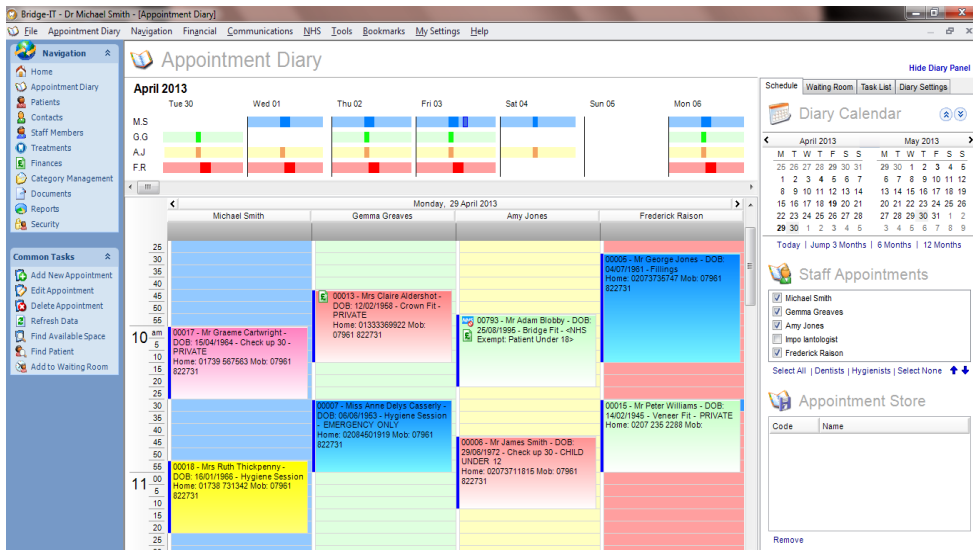 Bridge-IT - Dr Michael Smith - [Appointment Diary]
File Appointment Diary Navigation Financial Communications NHS Tools Bookmarks My Settings Help
Navigation
Home
Appointment Diary
Patients
Contacts
Staff Members
Treatments
Finances
Category Management
Documents
Reports
Security
Common Tasks
Add New Appointment
Edit Appointment
Delete Appointment
Refresh Data
Find Available Space
Find Patient
Add to Waiting Room
Appointment Diary
Hide Diary Panel
April 2013
Tue 30 Wed 01 Thu 02 Fri 03 Sat 04 Sun 05 Mon 06
M.S
G.G
A.J
F.R
Monday, 29 April 2013
Michael Smith Gemma Greaves Amy Jones Frederick Raison
25
30
35
40
45
50
55
10 am
5
10
15
20
25
30
35
40
45
50
55
11 00
5
10
15
20
25
00017 - Mr Graeme Cartwright -
DOB: 15/04/1964 - Check up 30 -
PRIVATE
Home: 01739 567563 Mob: 07961
822731
00018 - Mrs Ruth Thickpenny -
DOB: 16/01/1966 - Hygiene Session
Home: 01738 731342 Mob: 07961
822731
00013 - Mrs Claire Aldershot -
DOB: 12/02/1958 - Crown Fit -
PRIVATE
Home: 01333369922 Mob:
07961 822731
00007 - Miss Anne Delys Casserly -
DOB: 06/06/1953 - Hygiene Session
- EMERGENCY ONLY
Home: 02084501919 Mob: 07961
822731
00793 - Mr Adam Blobby - DOB:
25/08/1995 - Bridge Fit - <NHS
Exempt: Patient Under 18>
00006 - Mr James Smith - DOB:
29/06/1972 - Check up 30 - CHILD
UNDER 12
Home: 02073711815 Mob: 07961
822731
00005 - Mr George Jones - DOB:
04/07/1961 - Fillings
Home: 02073735747 Mob: 07961
822731
00015 - Mr Peter Williams - DOB:
14/02/1945 - Veneer Fit - PRIVATE
Home: 0207 235 2288 Mob:
Schedule Waiting Room Task List Diary Settings
Diary Calendar
April 2013 May 2013
M T W T F S S M T W T F S S
25 26 27 28 29 30 31 29 30 1 2 3 4 5
1 2 3 4 5 6 7 6 7 8 9 10 11 12
8 9 10 11 12 13 14 13 14 15 16 17 18 19
15 16 17 18 19 20 21 20 21 22 23 24 25 26
22 23 24 25 26 27 28 27 28 29 30 31 1 2
29 30 1 2 3 4 5 3 4 5 6 7 8 9
Today | Jump 3 Months | 6 Months | 12 Months
Staff Appointments
Michael Smith
Gemma Greaves
Amy Jones
Impo lantologist
Frederick Raison
Select All | Dentists | Hygienists | Select None
Appointment Store
Code Name
Remove